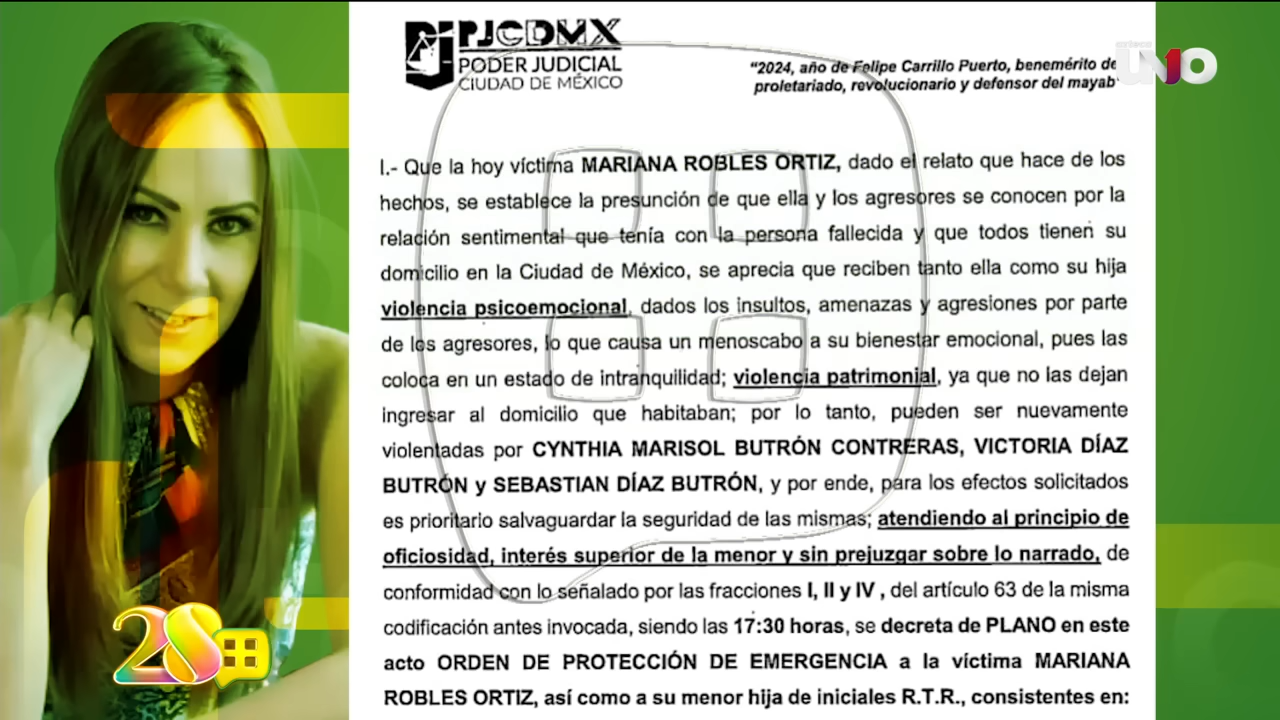 PJCDMX
PODER JUDICIAL
CIUDAD DE MÉXICO
“2024, año de Felipe Carrillo Puerto, benemérito de
proletariado, revolucionario y defensor del mayab”
azteca
UNO
I.- Que la hoy víctima MARIANA ROBLES ORTIZ, dado el relato que hace de los
hechos, se establece la presunción de que ella y los agresores se conocen por la
relación sentimental que tenía con la persona fallecida y que todos tienen su
domicilio en la Ciudad de México, se aprecia que reciben tanto ella como su hija
violencia psicoemocional, dados los insultos, amenazas y agresiones por parte
de los agresores, lo que causa un menoscabo a su bienestar emocional, pues las
coloca en un estado de intranquilidad; violencia patrimonial, ya que no las dejan
ingresar al domicilio que habitaban; por lo tanto, pueden ser nuevamente
violentadas por CYNTHIA MARISOL BUTRÓN CONTRERAS, VICTORIA DÍAZ
BUTRÓN y SEBASTIAN DÍAZ BUTRÓN, y por ende, para los efectos solicitados
es prioritario salvaguardar la seguridad de las mismas; atendiendo al principio de
oficiosidad, interés superior de la menor y sin prejuzgar sobre lo narrado, de
conformidad con lo señalado por las fracciones I, II y IV , del artículo 63 de la misma
codificación antes invocada, siendo las 17:30 horas, se decreta de PLANO en este
acto ORDEN DE PROTECCIÓN DE EMERGENCIA a la víctima MARIANA
ROBLES ORTIZ, así como a su menor hija de iniciales R.T.R., consistentes en:
28